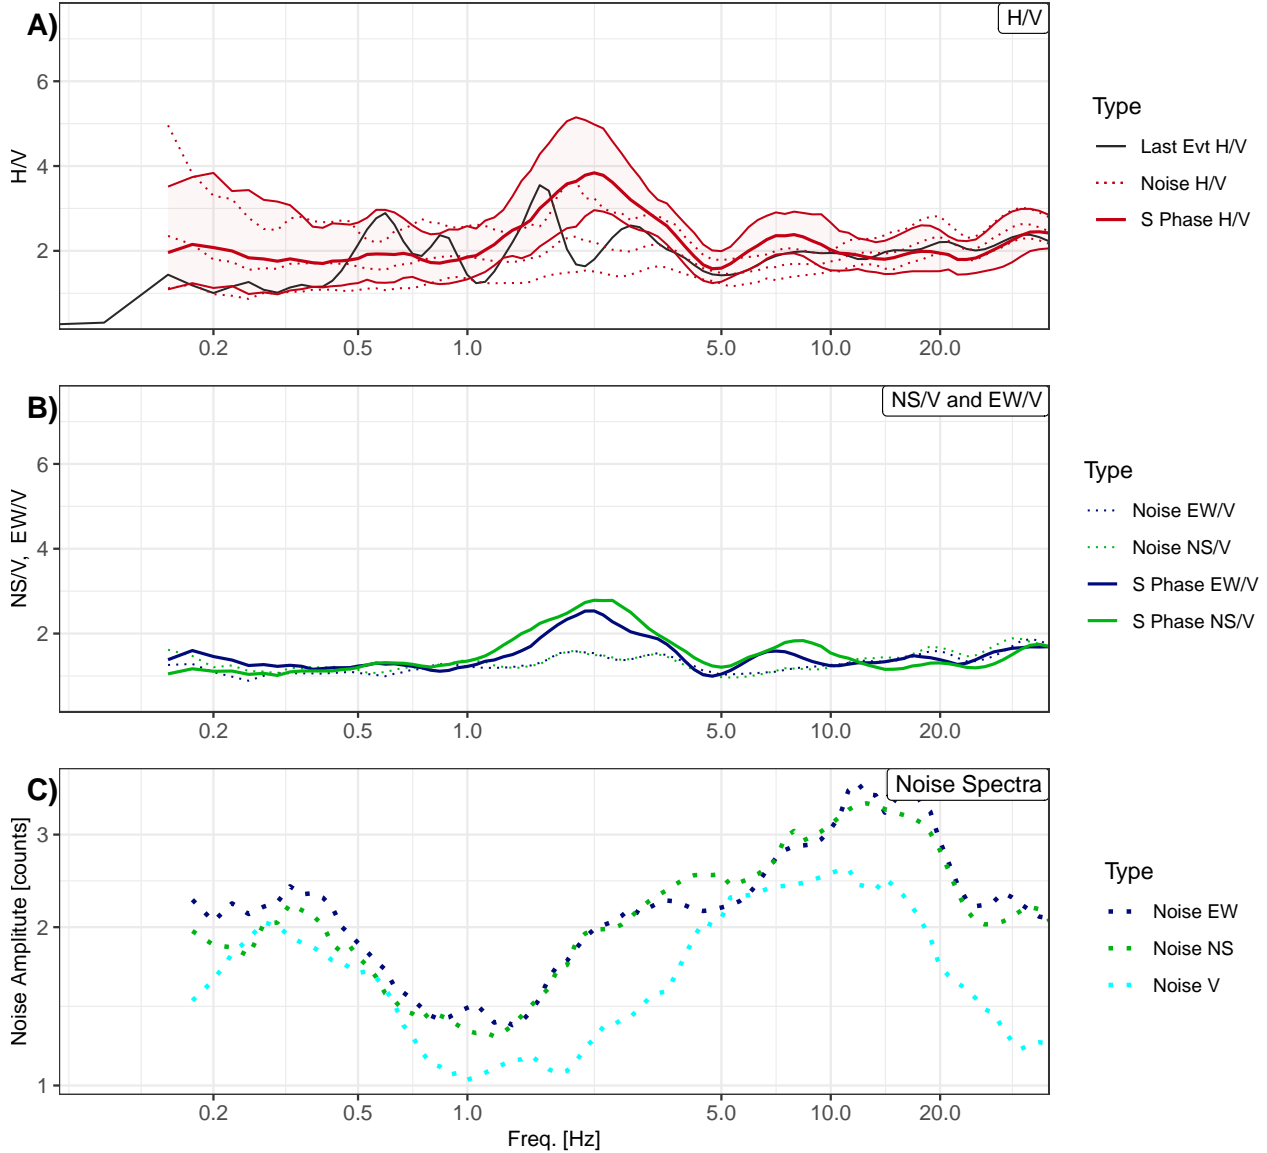 A)
H/V
6
4
2
H/V
0.2 0.5 1.0 5.0 10.0 20.0
Type
Last Evt H/V
Noise H/V
S Phase H/V
B)
NS/V and EW/V
6
4
2
NS/V, EW/V
0.2 0.5 1.0 5.0 10.0 20.0
Type
Noise EW/V
Noise NS/V
S Phase EW/V
S Phase NS/V
C)
Noise Spectra
3
2
1
Noise Amplitude [counts]
0.2 0.5 1.0 5.0 10.0 20.0
Freq. [Hz]
Type
Noise EW
Noise NS
Noise V